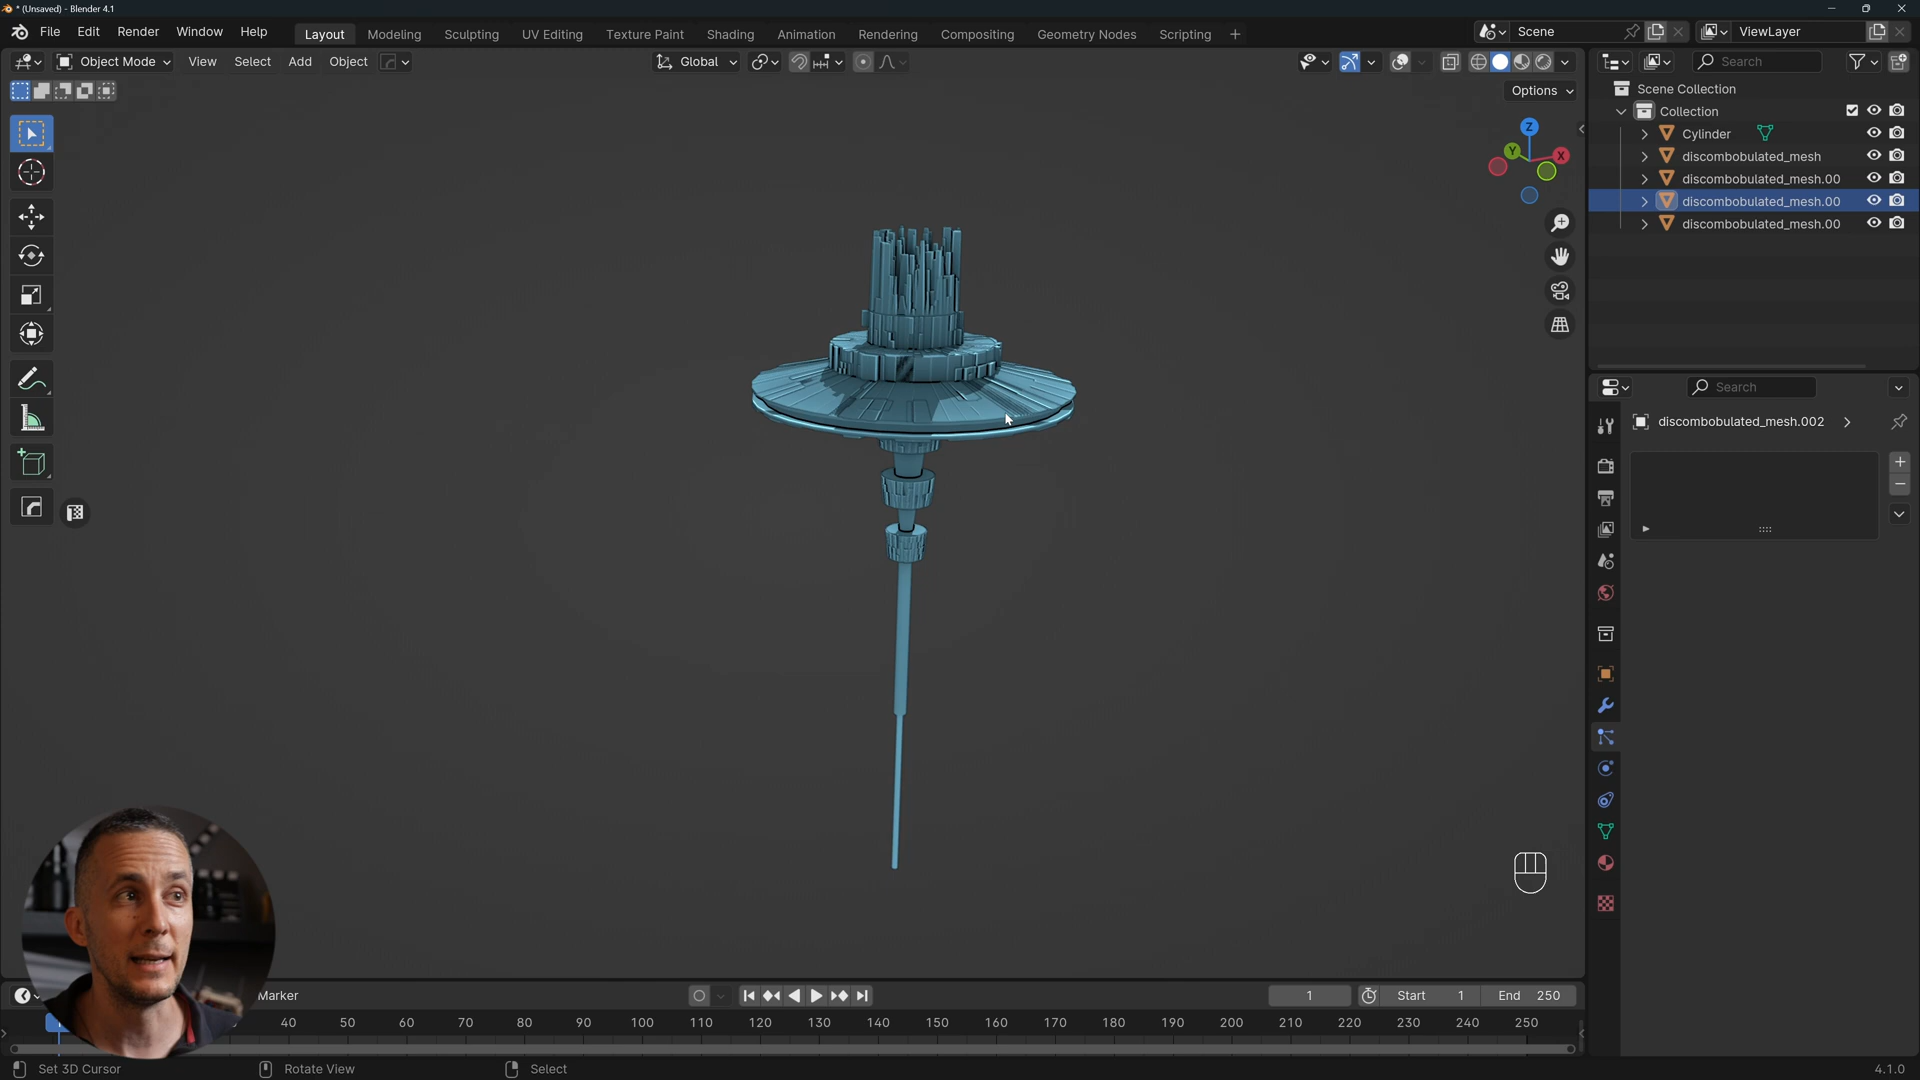 * (Unsaved) - Blender 4.1
File Edit Render Window Help Layout Modeling Sculpting UV Editing Texture Paint Shading Animation Rendering Compositing Geometry Nodes Scripting + Scene ViewLayer
Object Mode View Select Add Object Global Search
Options
Scene Collection
Collection
Cylinder
discombobulated_mesh
discombobulated_mesh.00
discombobulated_mesh.00
discombobulated_mesh.00
Z
Y
X
Search
discombobulated_mesh.002
Marker 1 Start 1 End 250
40 50 60 70 80 90 100 110 120 130 140 150 160 170 180 190 200 210 220 230 240 250
Set 3D Cursor Rotate View Select 4.1.0